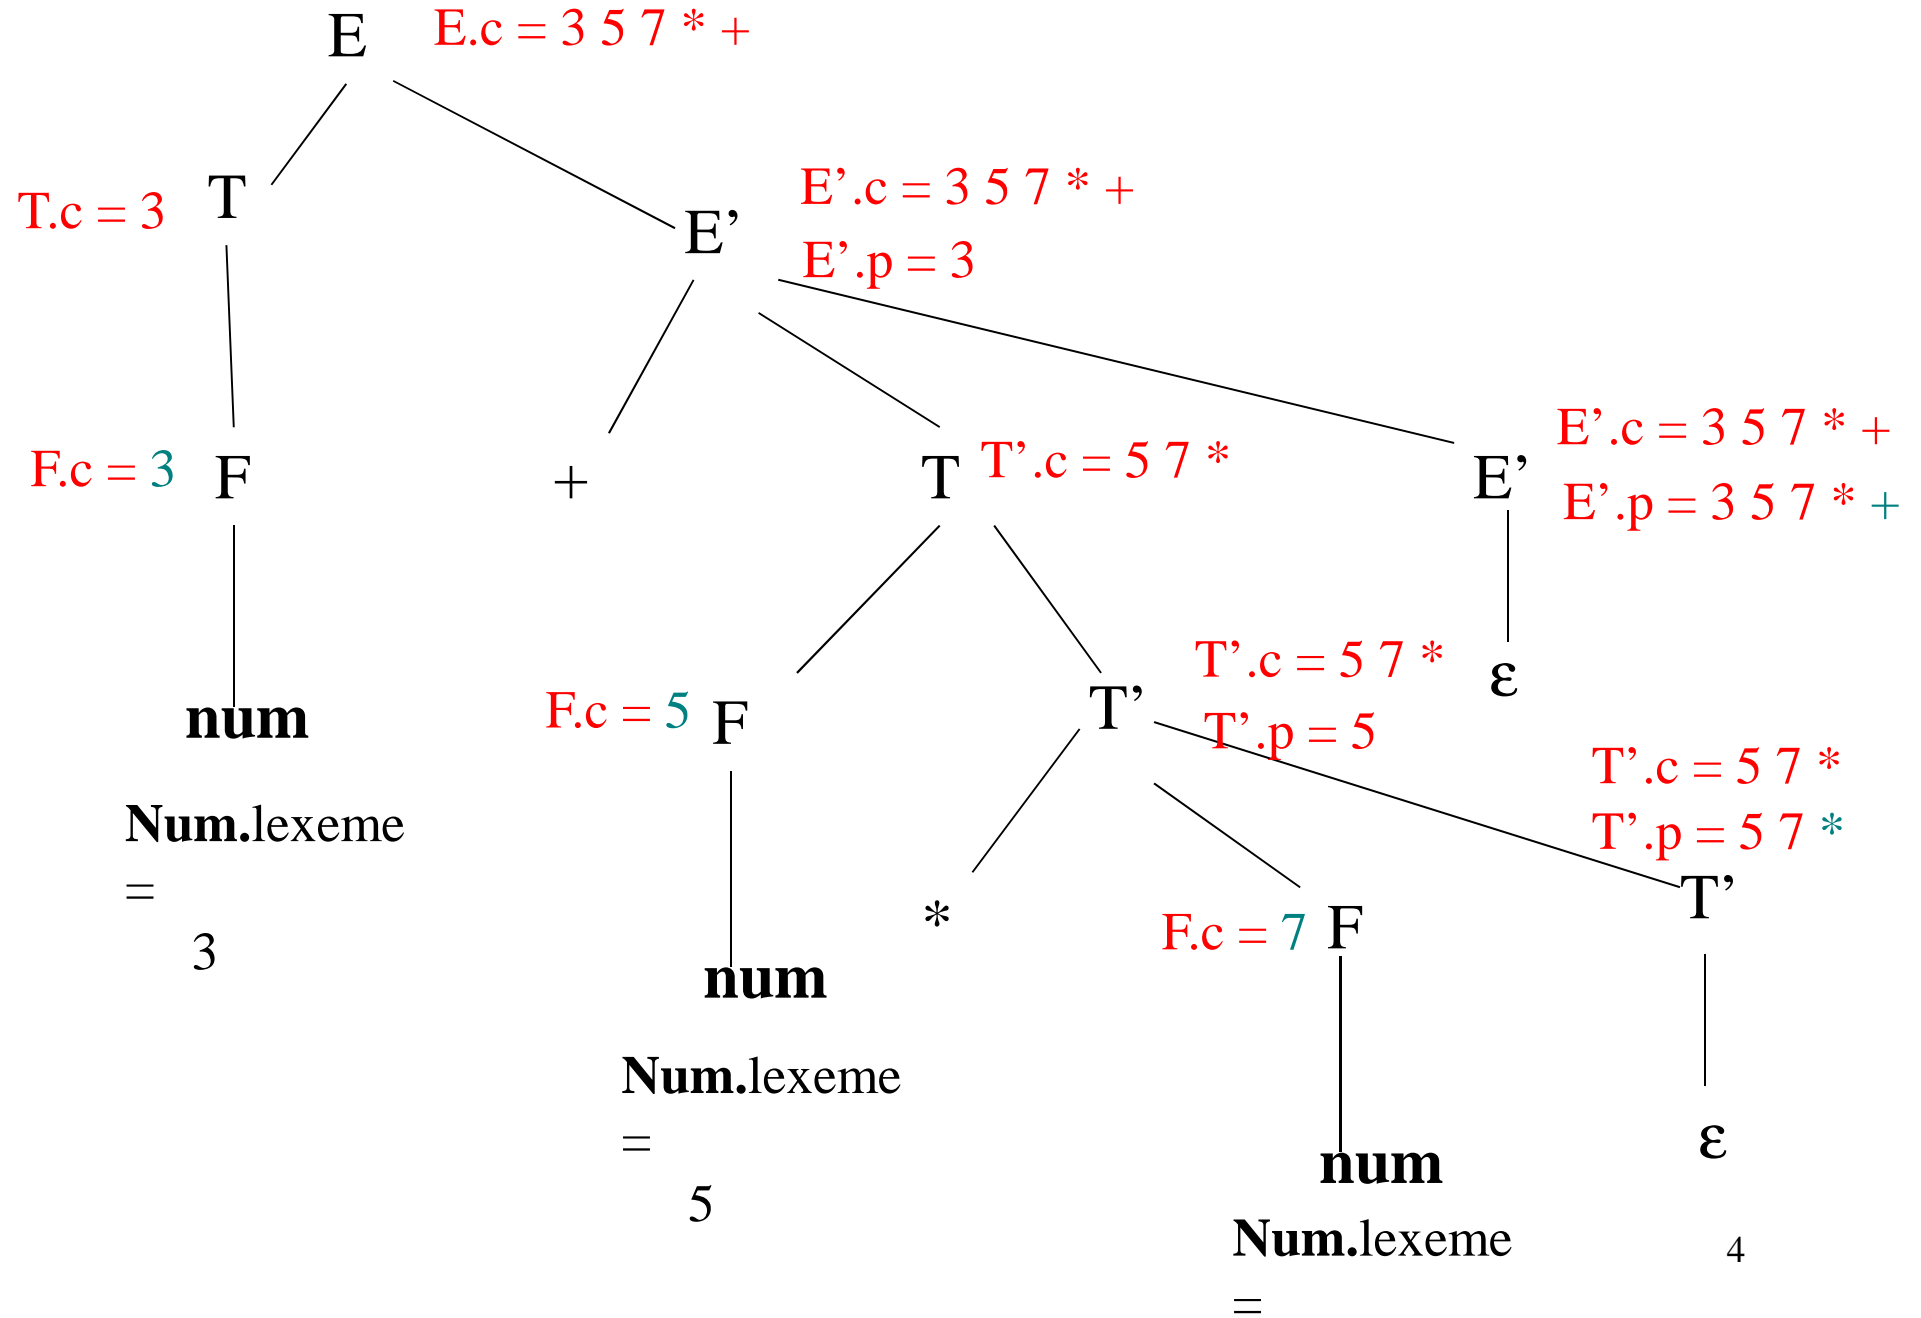 E E.c = 3 5 7 * +
T.c = 3 T
E’ E’.c = 3 5 7 * +
E’.p = 3
F.c = 3 F
+
T T’.c = 5 7 *
E’ E’.c = 3 5 7 * +
E’.p = 3 5 7 * +
num
Num.lexeme
=
3
F.c = 5 F
T’ T’.c = 5 7 *
T’.p = 5
ε
T’.c = 5 7 *
T’.p = 5 7 *
T’
num
Num.lexeme
=
5
*
F.c = 7 F
ε
num
Num.lexeme
=
4